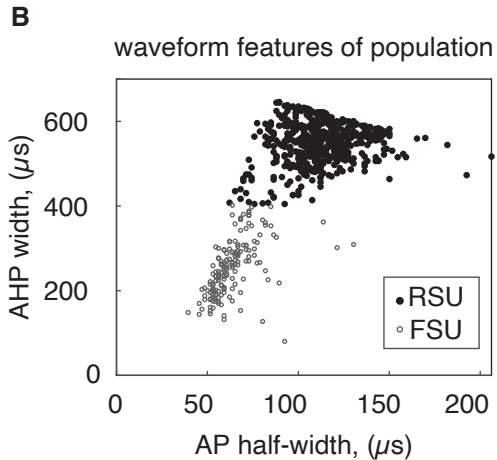 B
waveform features of population
AHP width, (µs)
600
400
200
0
RSU
FSU
0
50
100
150
200
AP half-width, (µs)